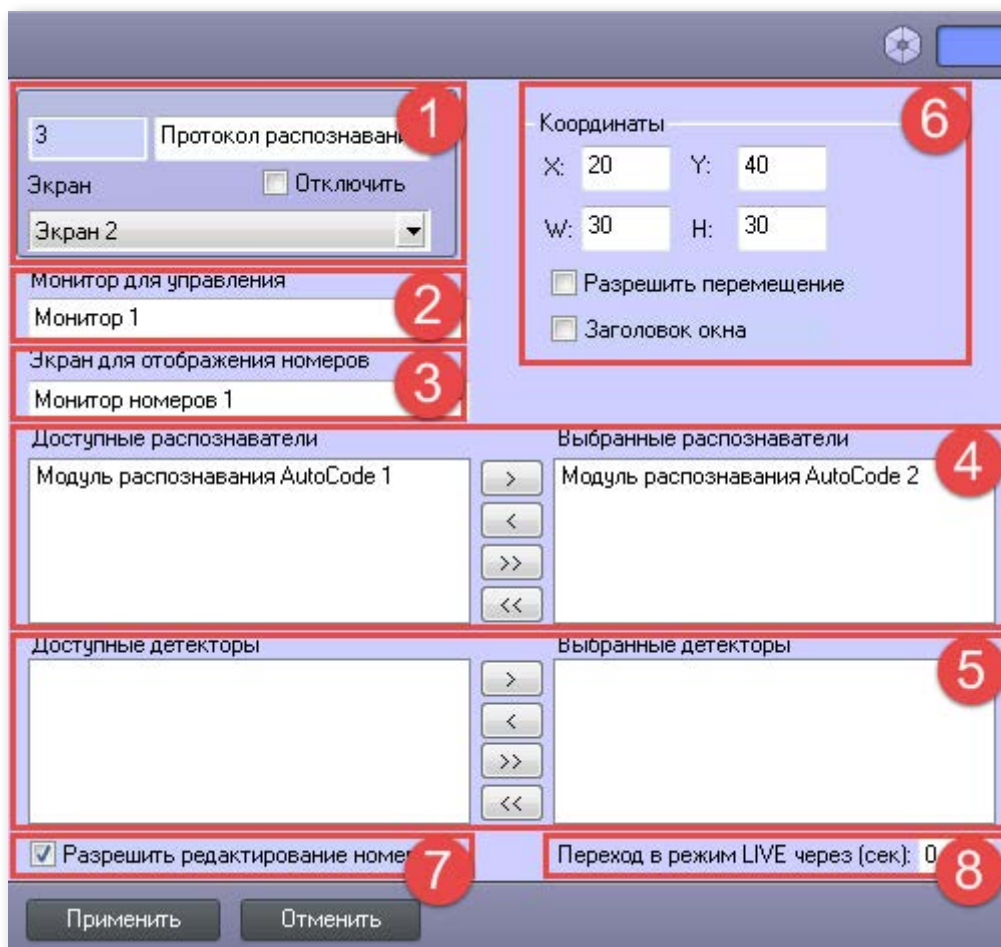 1
3 Протокол распознаван
Экран Отключить
Экран 2
Монитор для управления
2
Монитор 1
Экран для отображения номеров
3
Монитор номеров 1
6
Координаты
X: 20 Y: 40
W: 30 H: 30
Разрешить перемещение
Заголовок окна
Доступные распознаватели Выбранные распознаватели
4
Модуль распознавания AutoCode 1 > Модуль распознавания AutoCode 2
<
>>
<<
Доступные детекторы Выбранные детекторы
5
>
<
>>
<<
Разрешить редактирование номе 7
Переход в режим LIVE через (сек): 0 8
Применить Отменить